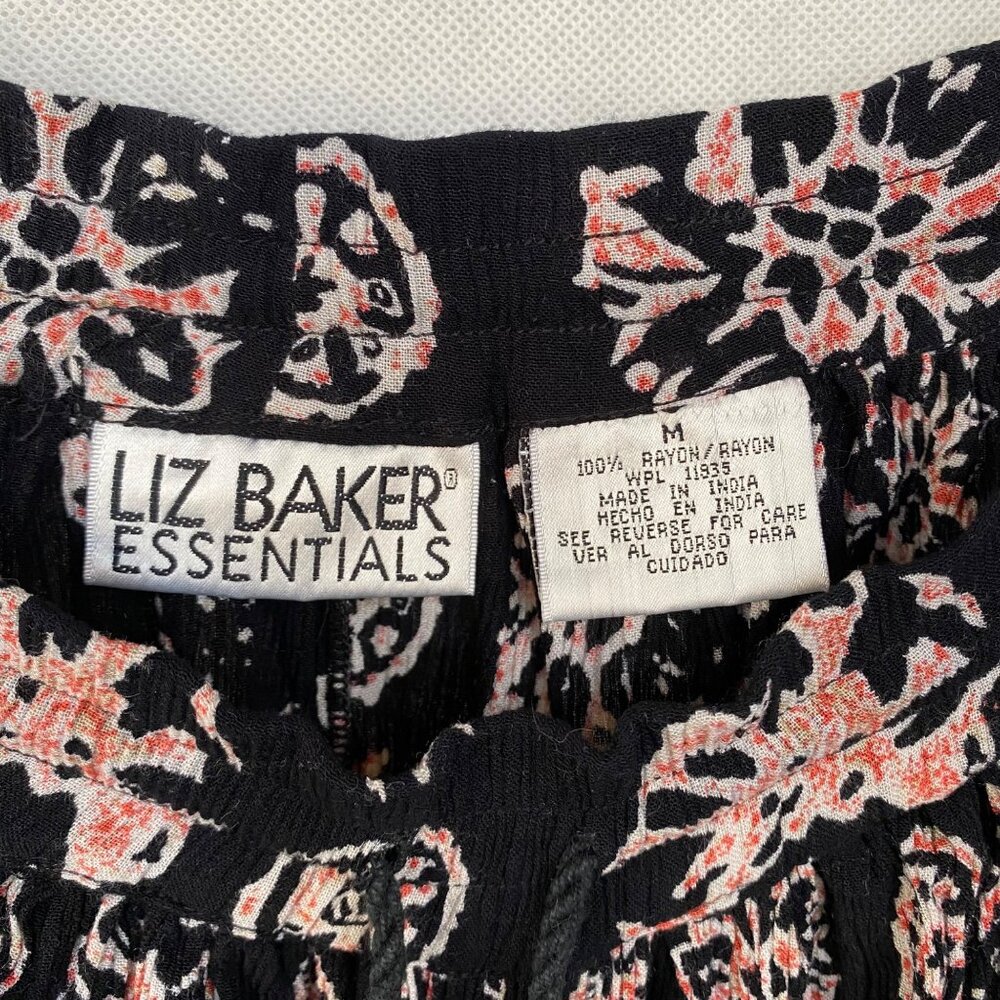 LIZ BAKER®
ESSENTIALS
M
100% RAYON/RAYON
WPL 11935
MADE IN INDIA
HECHO EN INDIA
SEE REVERSE FOR CARE
VER AL DORSO PARA
CUIDADO